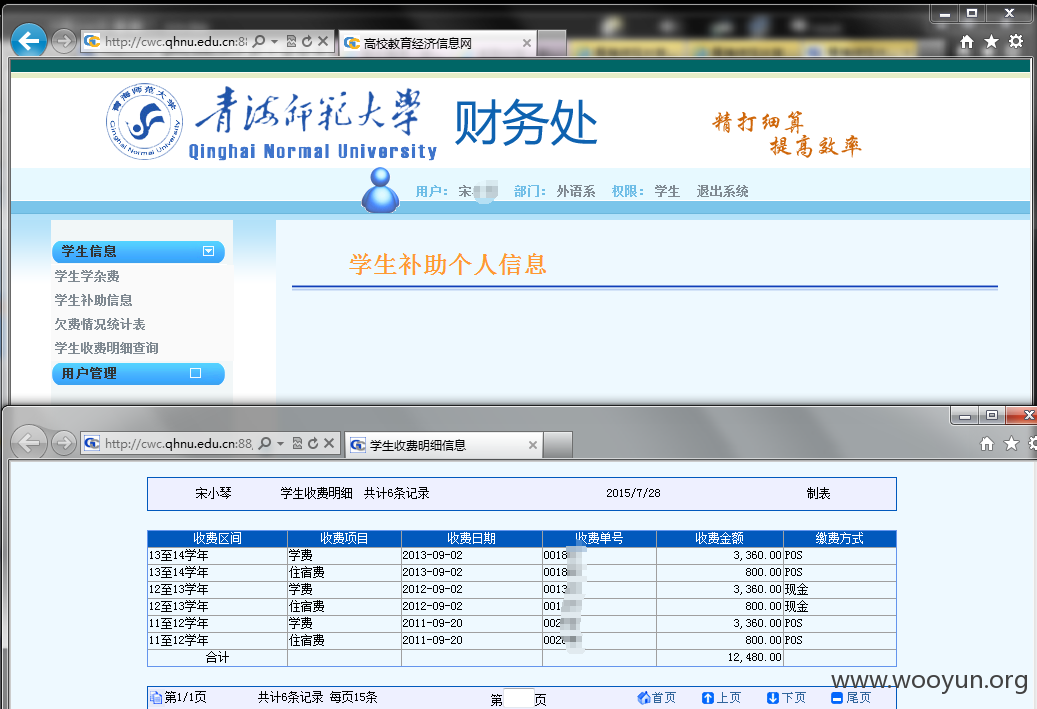 http://cwc.qhnu.edu.cn:8
高校教育经济信息网
青海师范大学
Qinghai Normal University
财务处
精打细算
提高效率
青海师范大学
Qinghai Normal University
用户： 宋 部门： 外语系 权限： 学生 退出系统
学生信息
学生学杂费
学生补助信息
欠费情况统计表
学生收费明细查询
用户管理
学生补助个人信息
http://cwc.qhnu.edu.cn:88
学生收费明细信息
宋小琴 学生收费明细 共计6条记录 2015/7/28 制表
收费区间 收费项目 收费日期 收费单号 收费金额 缴费方式
13至14学年 学费 2013-09-02 0018 3,360.00 POS
13至14学年 住宿费 2013-09-02 0018 800.00 POS
12至13学年 学费 2012-09-02 0013 3,360.00 现金
12至13学年 住宿费 2012-09-02 001 800.00 现金
11至12学年 学费 2011-09-20 002 3,360.00 POS
11至12学年 住宿费 2011-09-20 002 800.00 POS
合计 12,480.00
第1/1页 共计6条记录 每页15条 第 页 首页 上页 下页 尾页
www.wooyun.org